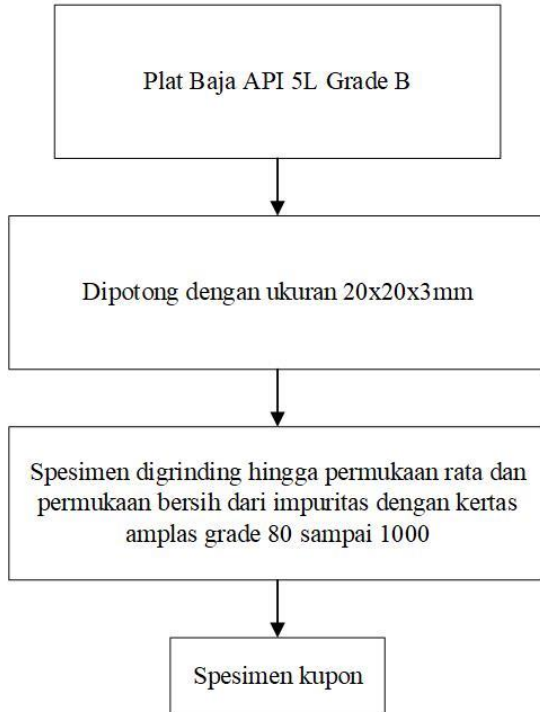 Plat Baja API 5L Grade B
Dipotong dengan ukuran 20x20x3mm
Spesimen digrinding hingga permukaan rata dan
permukaan bersih dari impuritas dengan kertas
amplas grade 80 sampai 1000
Spesimen kupon